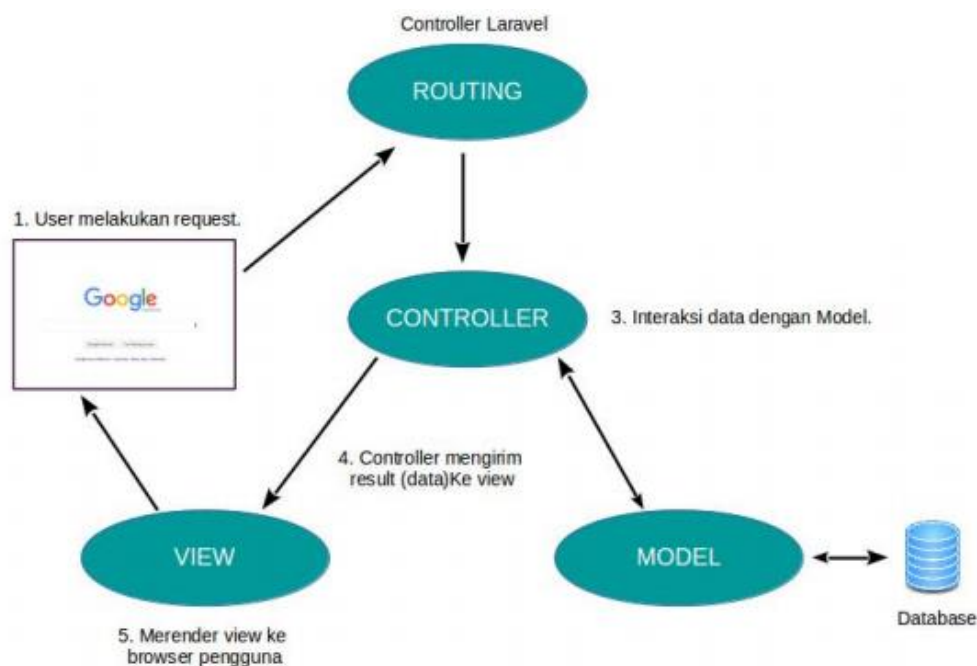 Controller Laravel
ROUTING
1. User melakukan request.
Google
CONTROLLER
3. Interaksi data dengan Model.
4. Controller mengirim
result (data)Ke view
VIEW
MODEL
Database
5. Merender view ke
browser pengguna